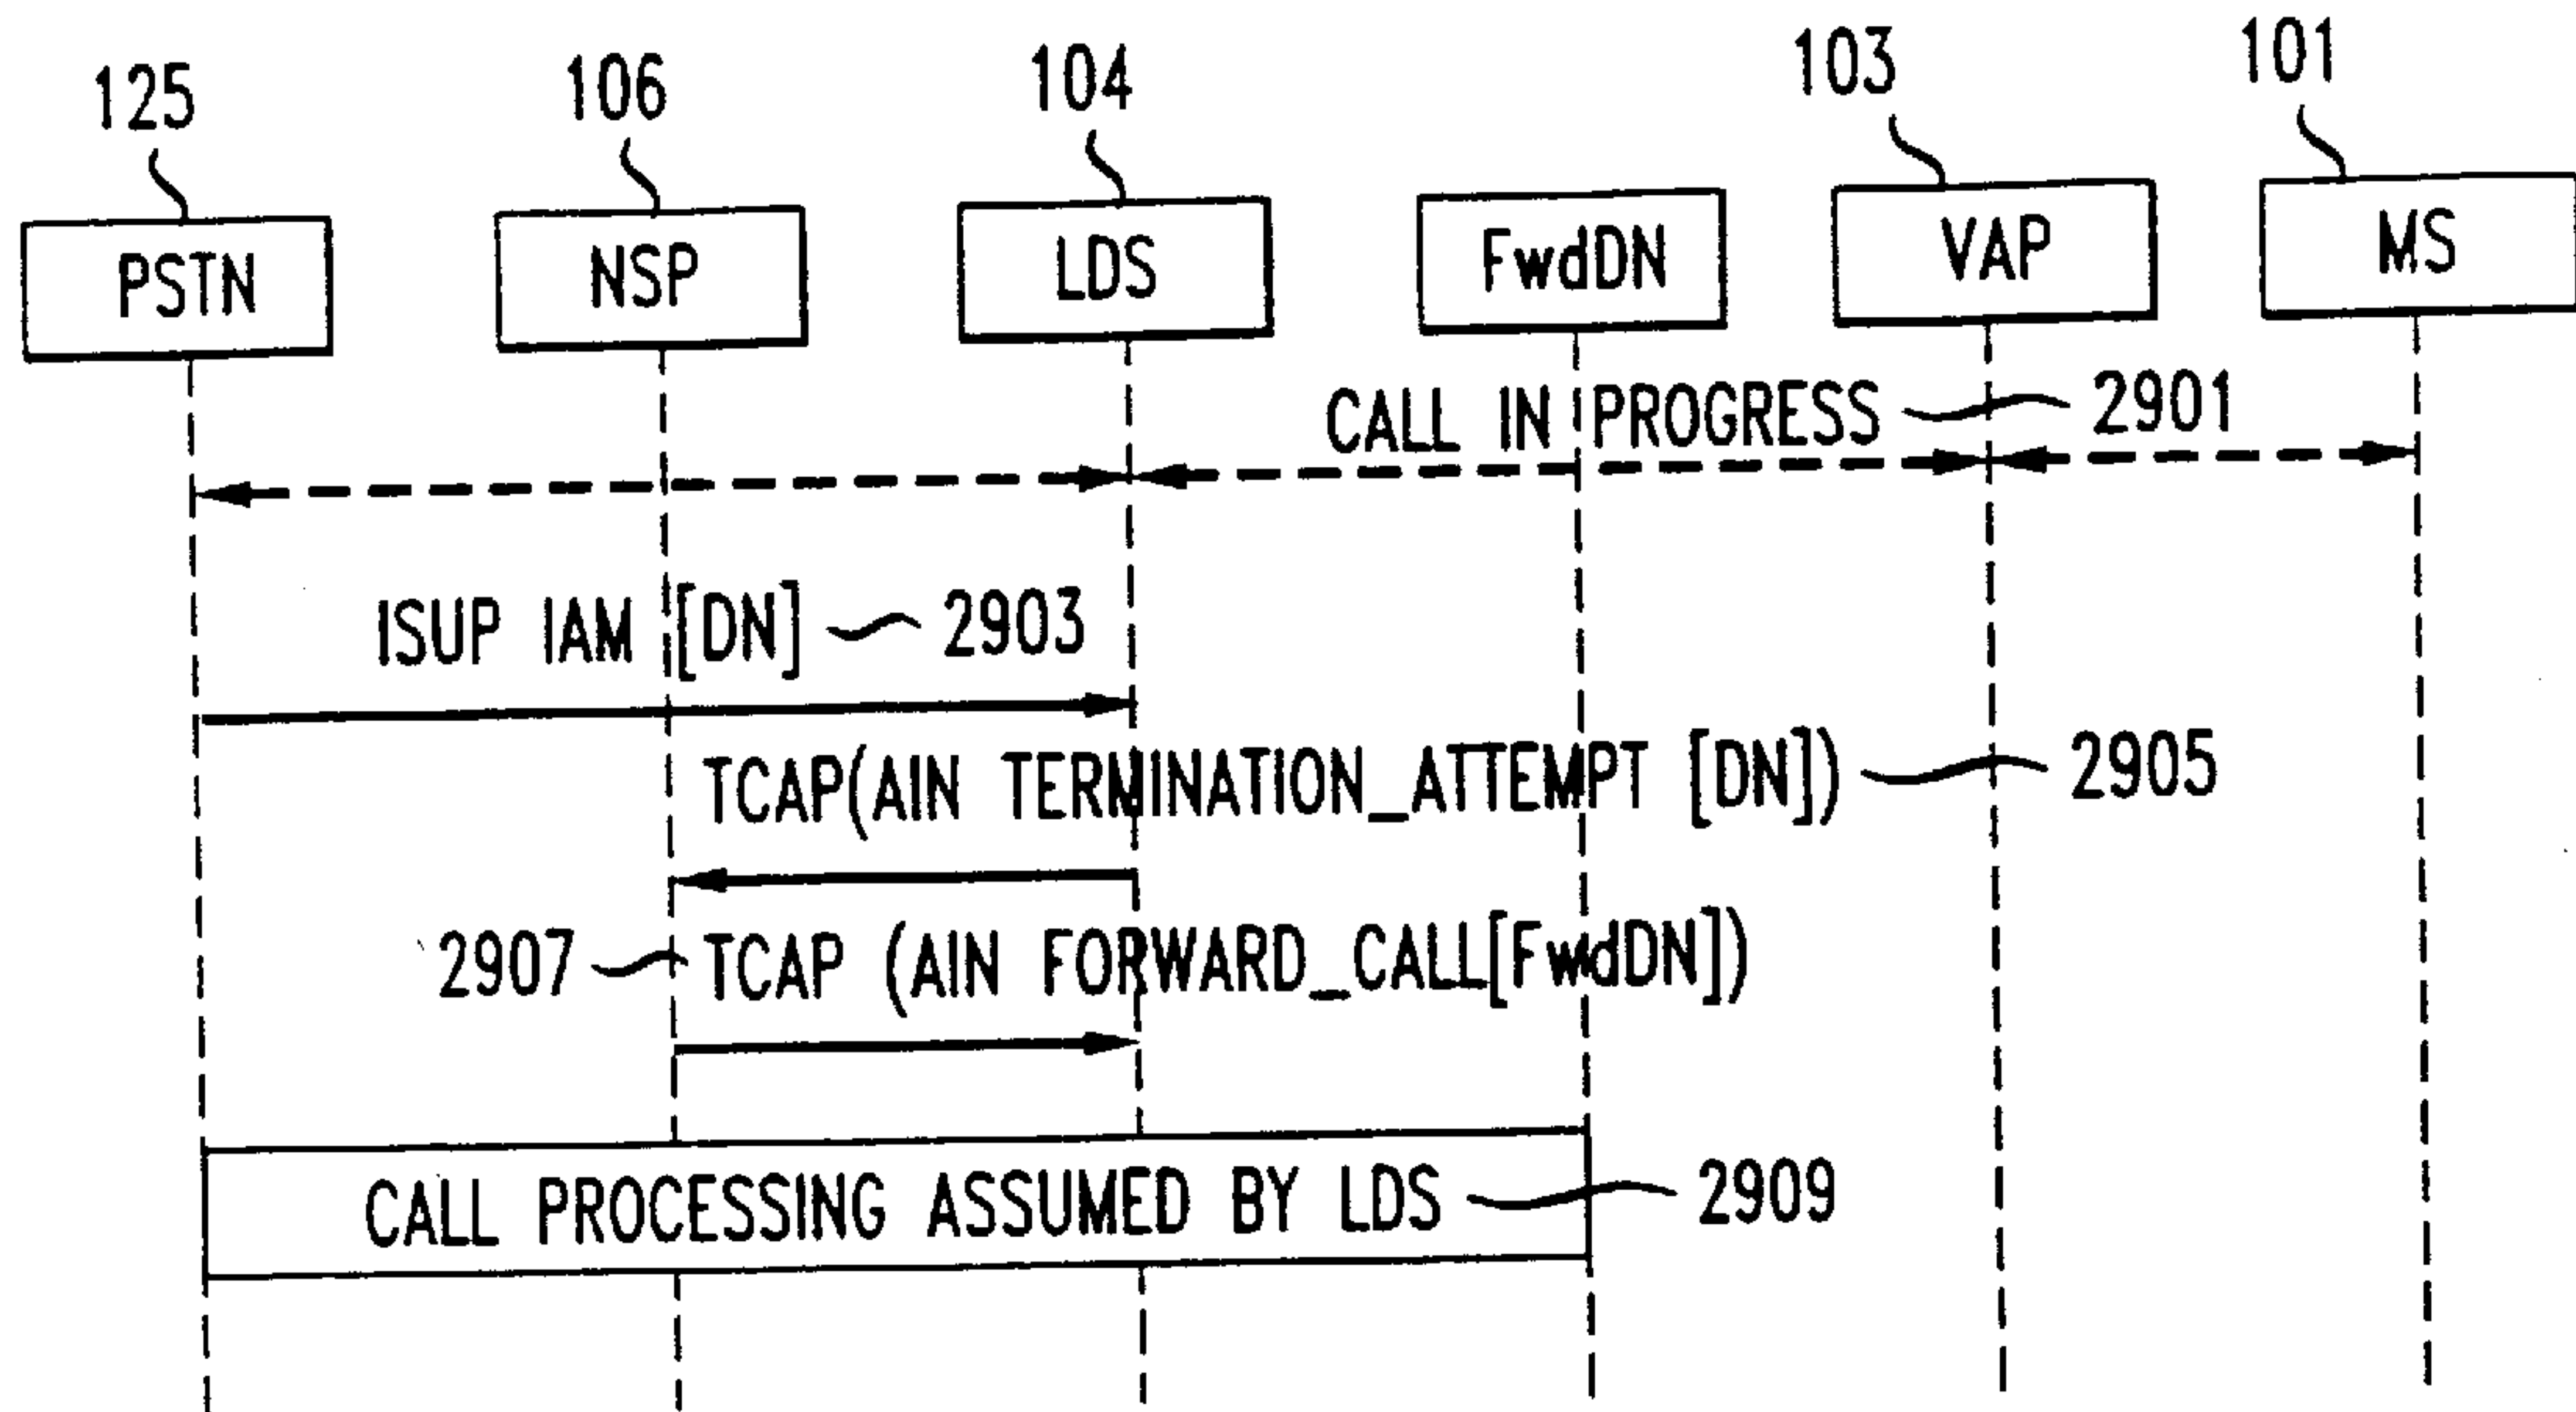 125 106 104 103 101
PSTN NSP LDS FwdDN VAP MS
CALL IN PROGRESS 2901
ISUP IAM [DN] 2903
TCAP(AIN TERMINATION_ATTEMPT [DN]) 2905
2907 TCAP (AIN FORWARD_CALL[FwdDN])
CALL PROCESSING ASSUMED BY LDS 2909